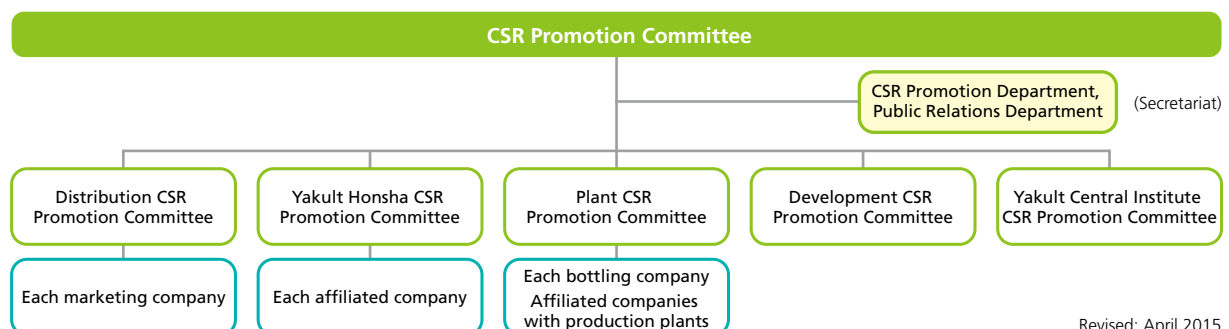 CSR Promotion Committee
CSR Promotion Department,
Public Relations Department
(Secretariat)
Distribution CSR
Promotion Committee
Yakult Honsha CSR
Promotion Committee
Plant CSR
Promotion Committee
Development CSR
Promotion Committee
Yakult Central Institute
CSR Promotion Committee
Each marketing company
Each affiliated company
Each bottling company
Affiliated companies
with production plants
Revised: April 2015